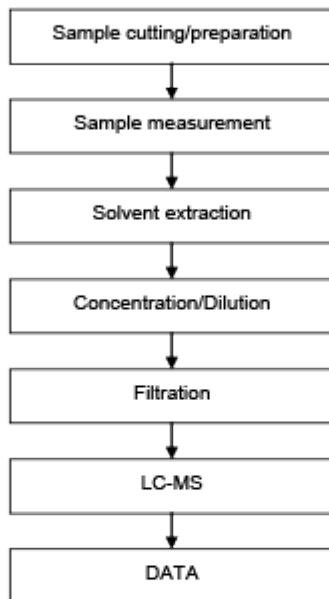 Sample cutting/preparation
Sample measurement
Solvent extraction
Concentration/Dilution
Filtration
LC-MS
DATA